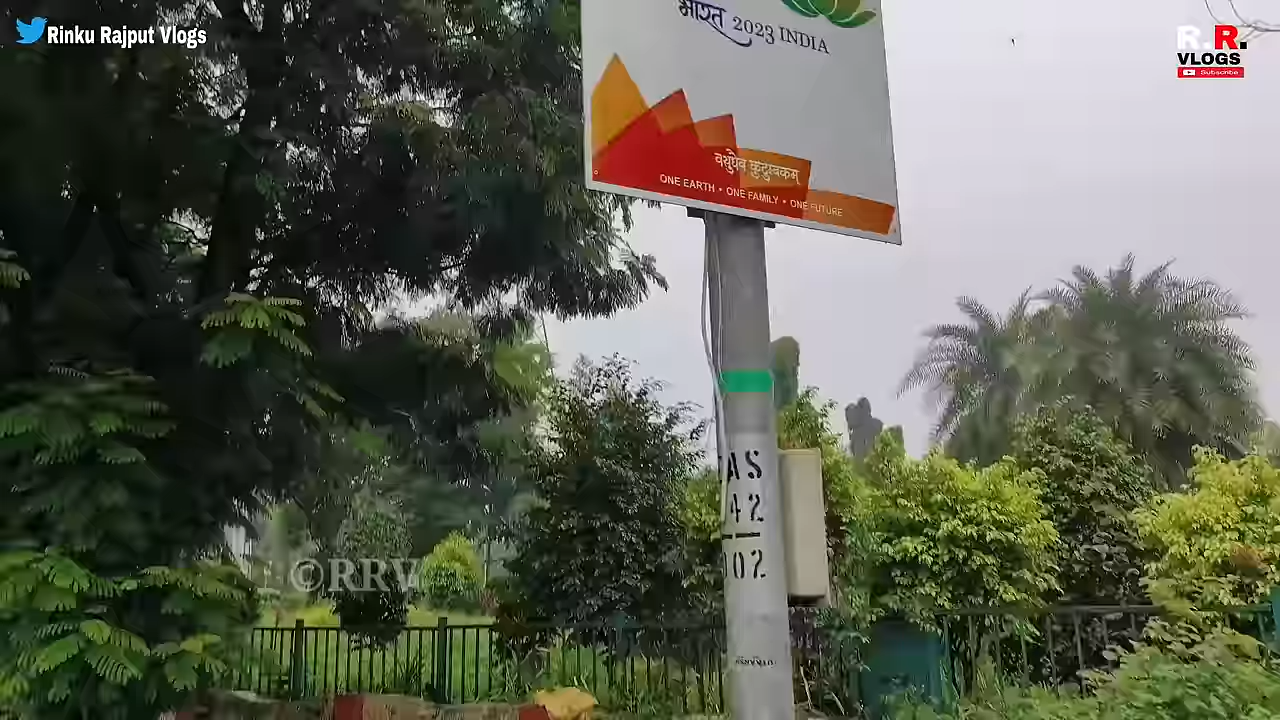 Rinku Rajput Vlogs
R.R.
VLOGS
Subscribe
भारत 2023 INDIA
वसुधैव कुटुम्बकम्
ONE EARTH • ONE FAMILY • ONE FUTURE
AS
42
102
©RRV